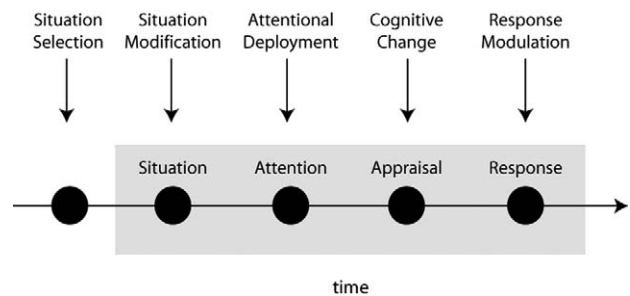 Situation Selection
Situation Modification
Attentional Deployment
Cognitive Change
Response Modulation
Situation
Attention
Appraisal
Response
time